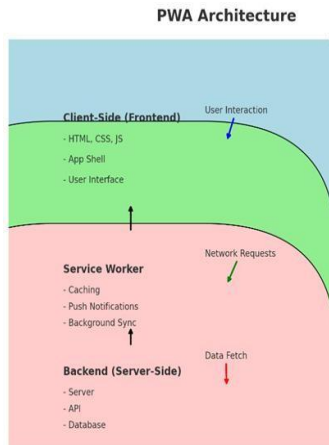 PWA Architecture
User Interaction
Client-Side (Frontend)
- HTML, CSS, JS
- App Shell
- User Interface
Network Requests
Service Worker
- Caching
- Push Notifications
- Background Sync
Data Fetch
Backend (Server-Side)
- Server
- API
- Database